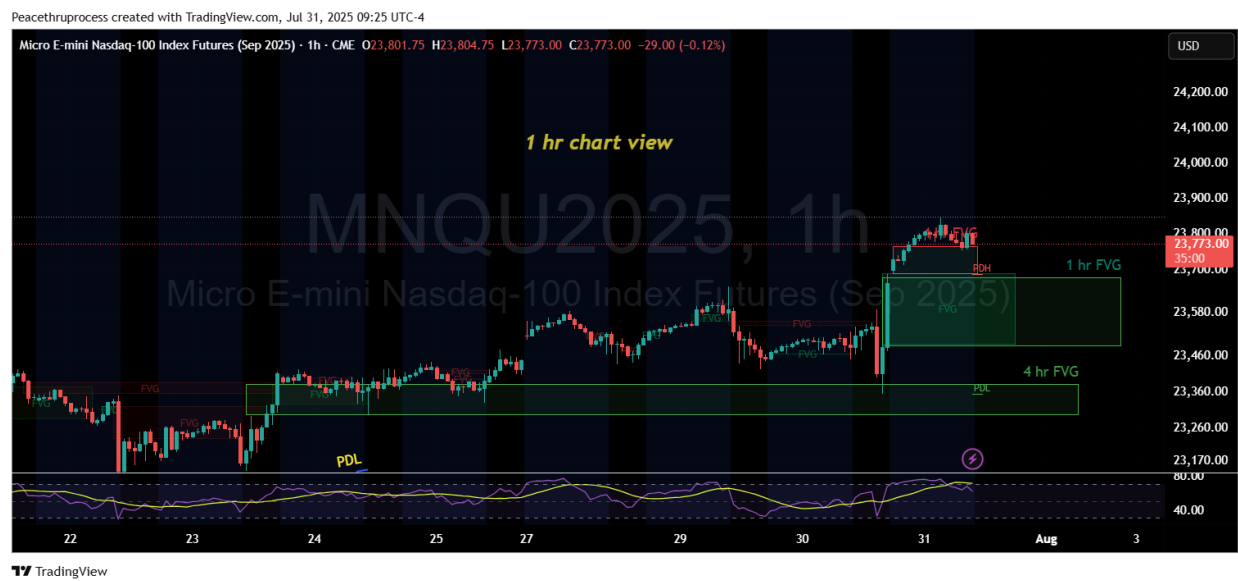 Peacethruprocess created with TradingView.com, Jul 31, 2025 09:25 UTC-4
Micro E-mini Nasdaq-100 Index Futures (Sep 2025) · 1h · CME O23,801.75 H23,804.75 L23,773.00 C23,773.00 −29.00 (−0.12%)
USD
24,200.00
24,100.00
1 hr chart view
24,000.00
MNQU2025, 1h
23,900.00
FVG
23,800.00
23,773.00
35:00
1 hr FVG
PDH
23,700.00
Micro E-mini Nasdaq-100 Index Futures (Sep 2025)
FVG
23,580.00
FVG
FVG
FVG
FVG
23,460.00
4 hr FVG
FVG
FVG
PDL
23,360.00
FVG
FVG
FVG
23,260.00
PDL
23,170.00
80.00
40.00
22 23 24 25 27 29 30 31 Aug 3
TradingView